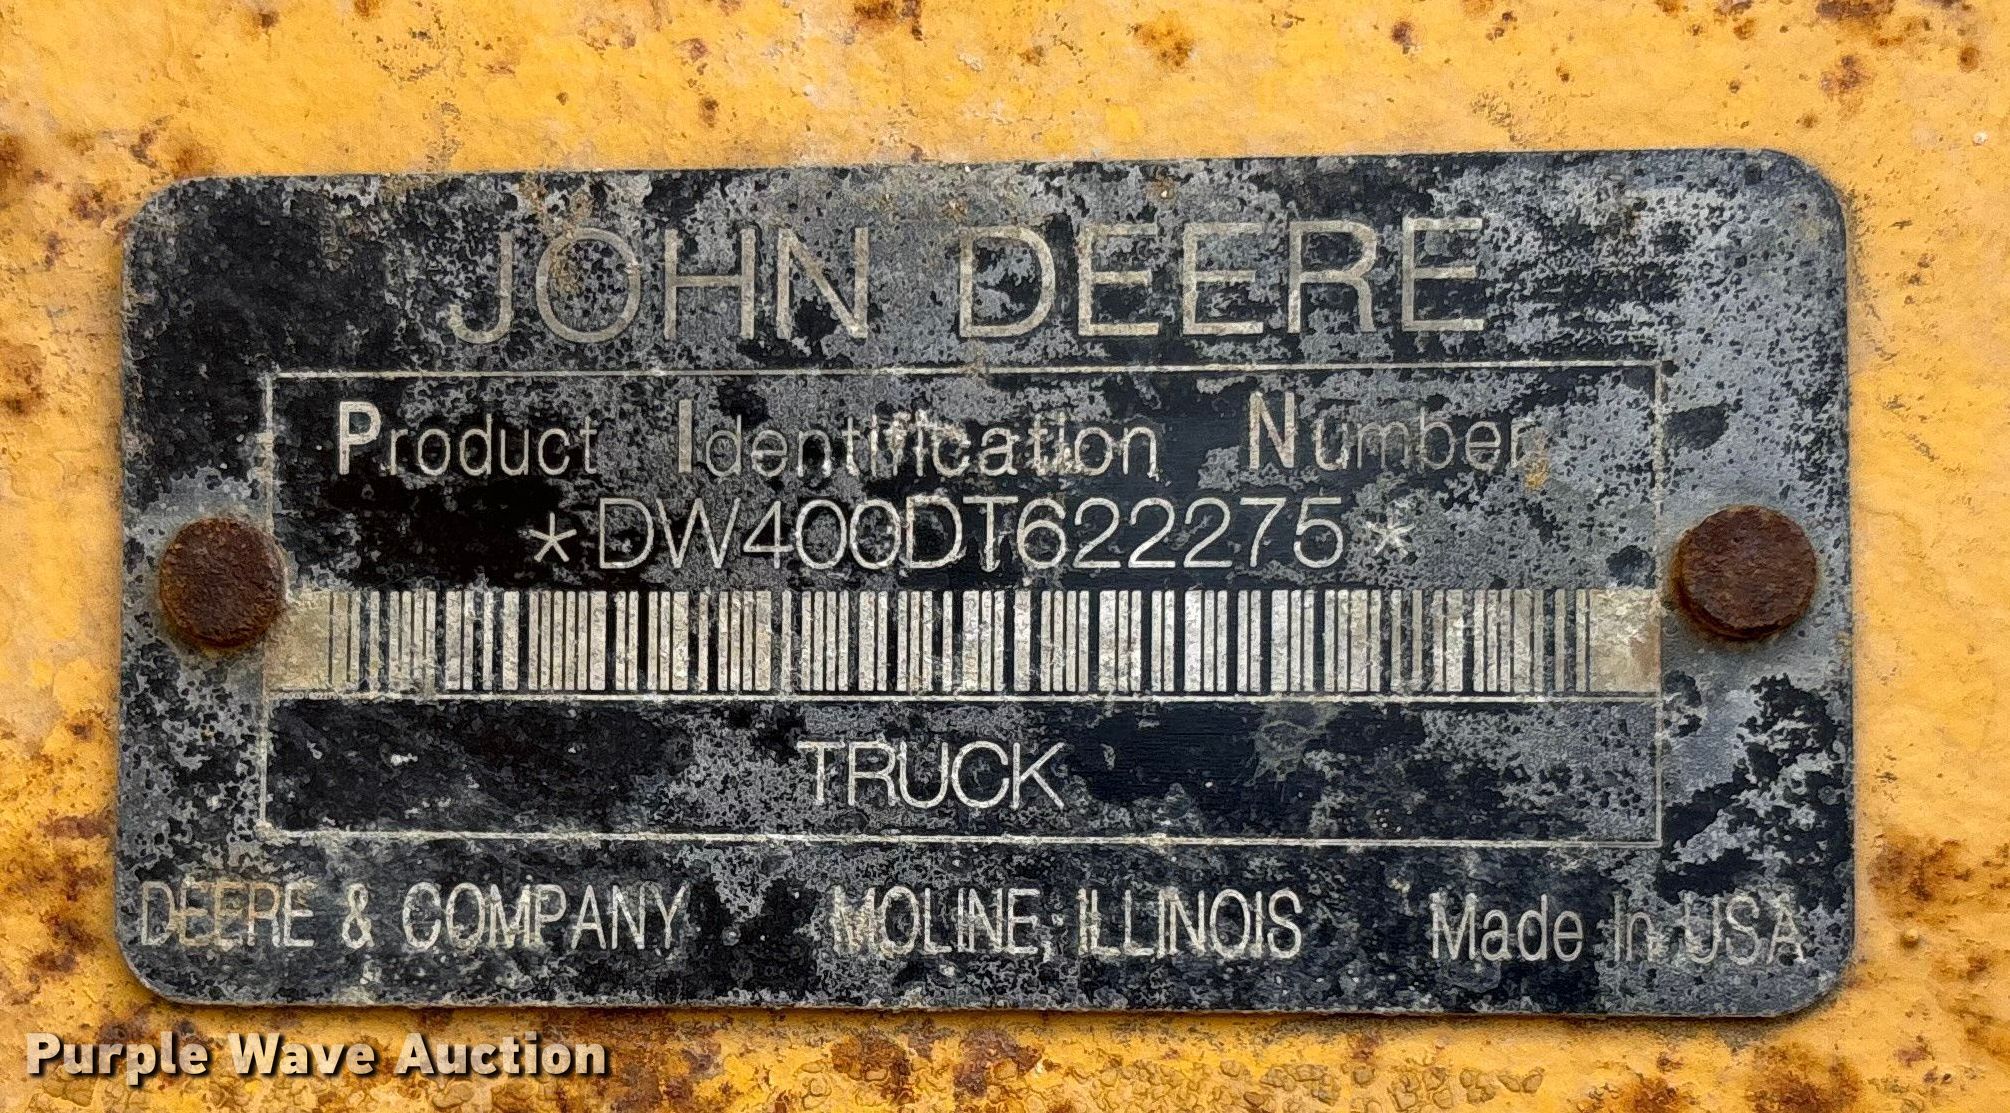 JOHN DEERE
Product Identification Number
*DW400DT622275*
TRUCK
DEERE & COMPANY MOLINE, ILLINOIS Made In USA
Purple Wave Auction